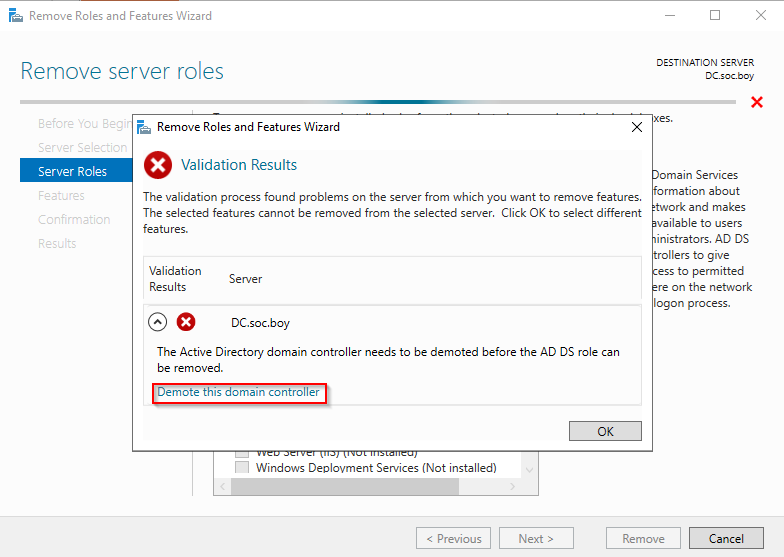 Remove Roles and Features Wizard
Remove server roles
DESTINATION SERVER
DC.soc.boy
Before You Begin
Server Selection
Server Roles
Features
Confirmation
Results
xes.
Remove Roles and Features Wizard
Validation Results
The validation process found problems on the server from which you want to remove features.
The selected features cannot be removed from the selected server. Click OK to select different
features.
Validation
Results
Server
DC.soc.boy
The Active Directory domain controller needs to be demoted before the AD DS role can
be removed.
Demote this domain controller
OK
Domain Services
formation about
etwork and makes
available to users
ministrators. AD DS
trollers to give
ccess to permitted
ere on the network
logon process.
Web Server (IIS) (Not installed)
Windows Deployment Services (Not installed)
< Previous
Next >
Remove
Cancel